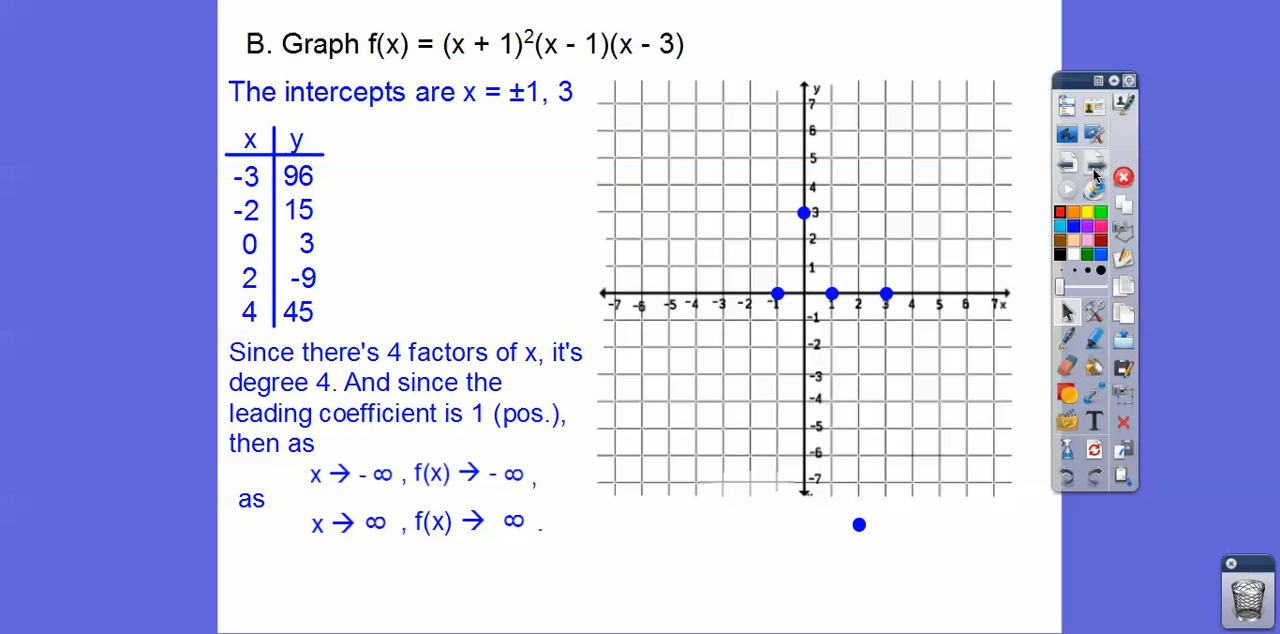 B. Graph f(x) = (x + 1)²(x - 1)(x - 3)
The intercepts are x = ±1, 3
x y
-3 96
-2 15
0 3
2 -9
4 45
Since there's 4 factors of x, it's
degree 4. And since the
leading coefficient is 1 (pos.),
then as
x → - ∞ , f(x) → - ∞ ,
as
x → ∞ , f(x) → ∞ .
y
7
6
5
4
3
2
1
-7 -6 -5 -4 -3 -2 -1 1 2 3 4 5 6 7 x
-1
-2
-3
-4
-5
-6
-7
T